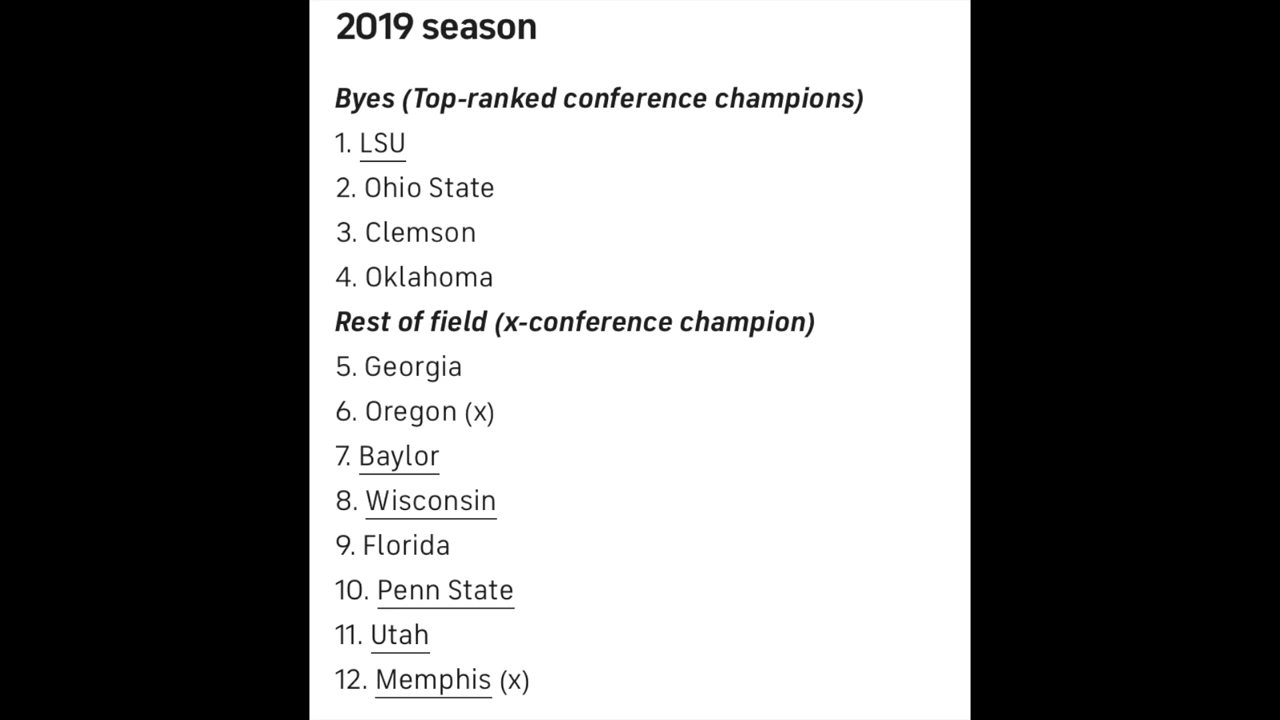 2019 season
Byes (Top-ranked conference champions)
1. LSU
2. Ohio State
3. Clemson
4. Oklahoma
Rest of field (x-conference champion)
5. Georgia
6. Oregon (x)
7. Baylor
8. Wisconsin
9. Florida
10. Penn State
11. Utah
12. Memphis (x)